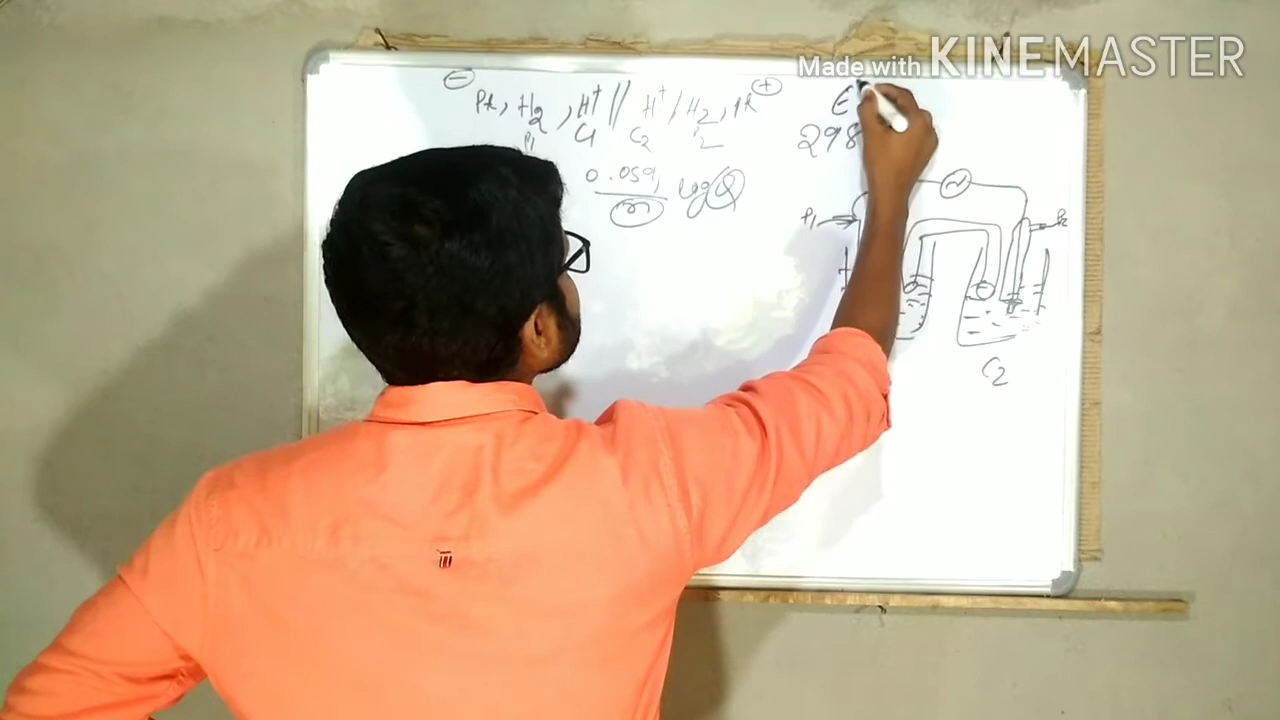 Made with KINEMASTER
⊖ Pt, H2, H+ // H+ / H2, Pt ⊕
P1 C1 C2 P2
0.059/n log Q
E
298
P1
P2
C2